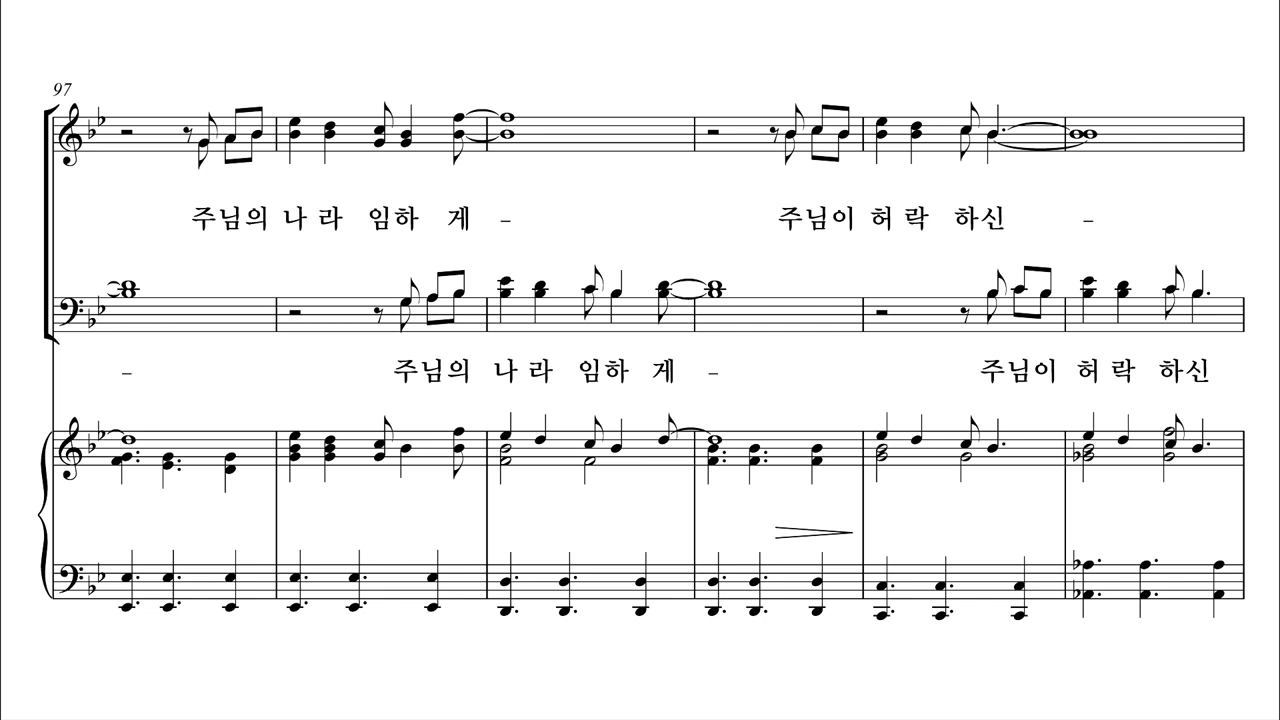 97
주님의 나 라 임하 게 – 주님이 허 락 하신 –
– 주님의 나 라 임하 게 – 주님이 허 락 하신